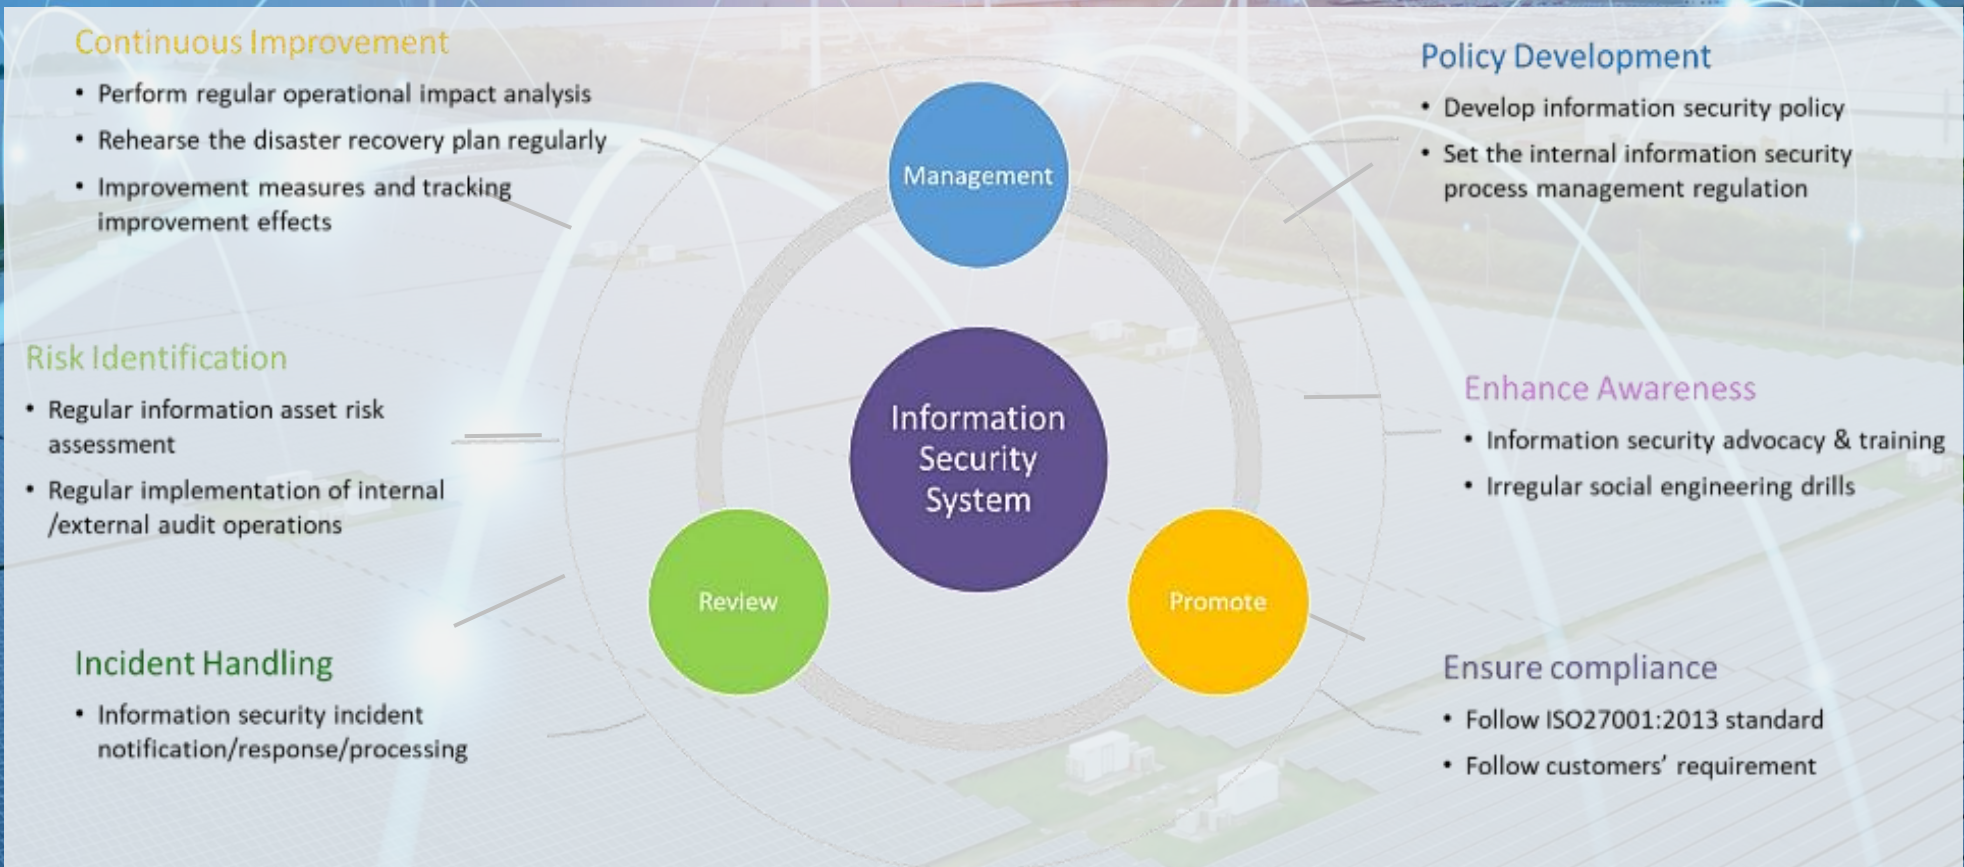 Continuous Improvement
• Perform regular operational impact analysis
• Rehearse the disaster recovery plan regularly
• Improvement measures and tracking
improvement effects
Risk Identification
• Regular information asset risk
assessment
• Regular implementation of internal
/external audit operations
Incident Handling
• Information security incident
notification/response/processing
Management
Information
Security
System
Review
Promote
Policy Development
• Develop information security policy
• Set the internal information security
process management regulation
Enhance Awareness
• Information security advocacy & training
• Irregular social engineering drills
Ensure compliance
• Follow ISO27001:2013 standard
• Follow customers’ requirement